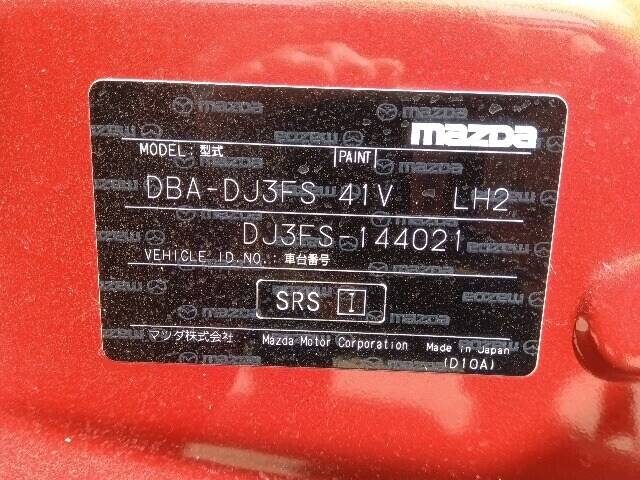 mazda
MODEL:型式 PAINT
DBA-DJ3FS 41V LH2
DJ3FS-144021
VEHICLE ID.NO.:車台番号
SRS I
マツダ株式会社 Mazda Motor Corporation Made in Japan
(D10A)